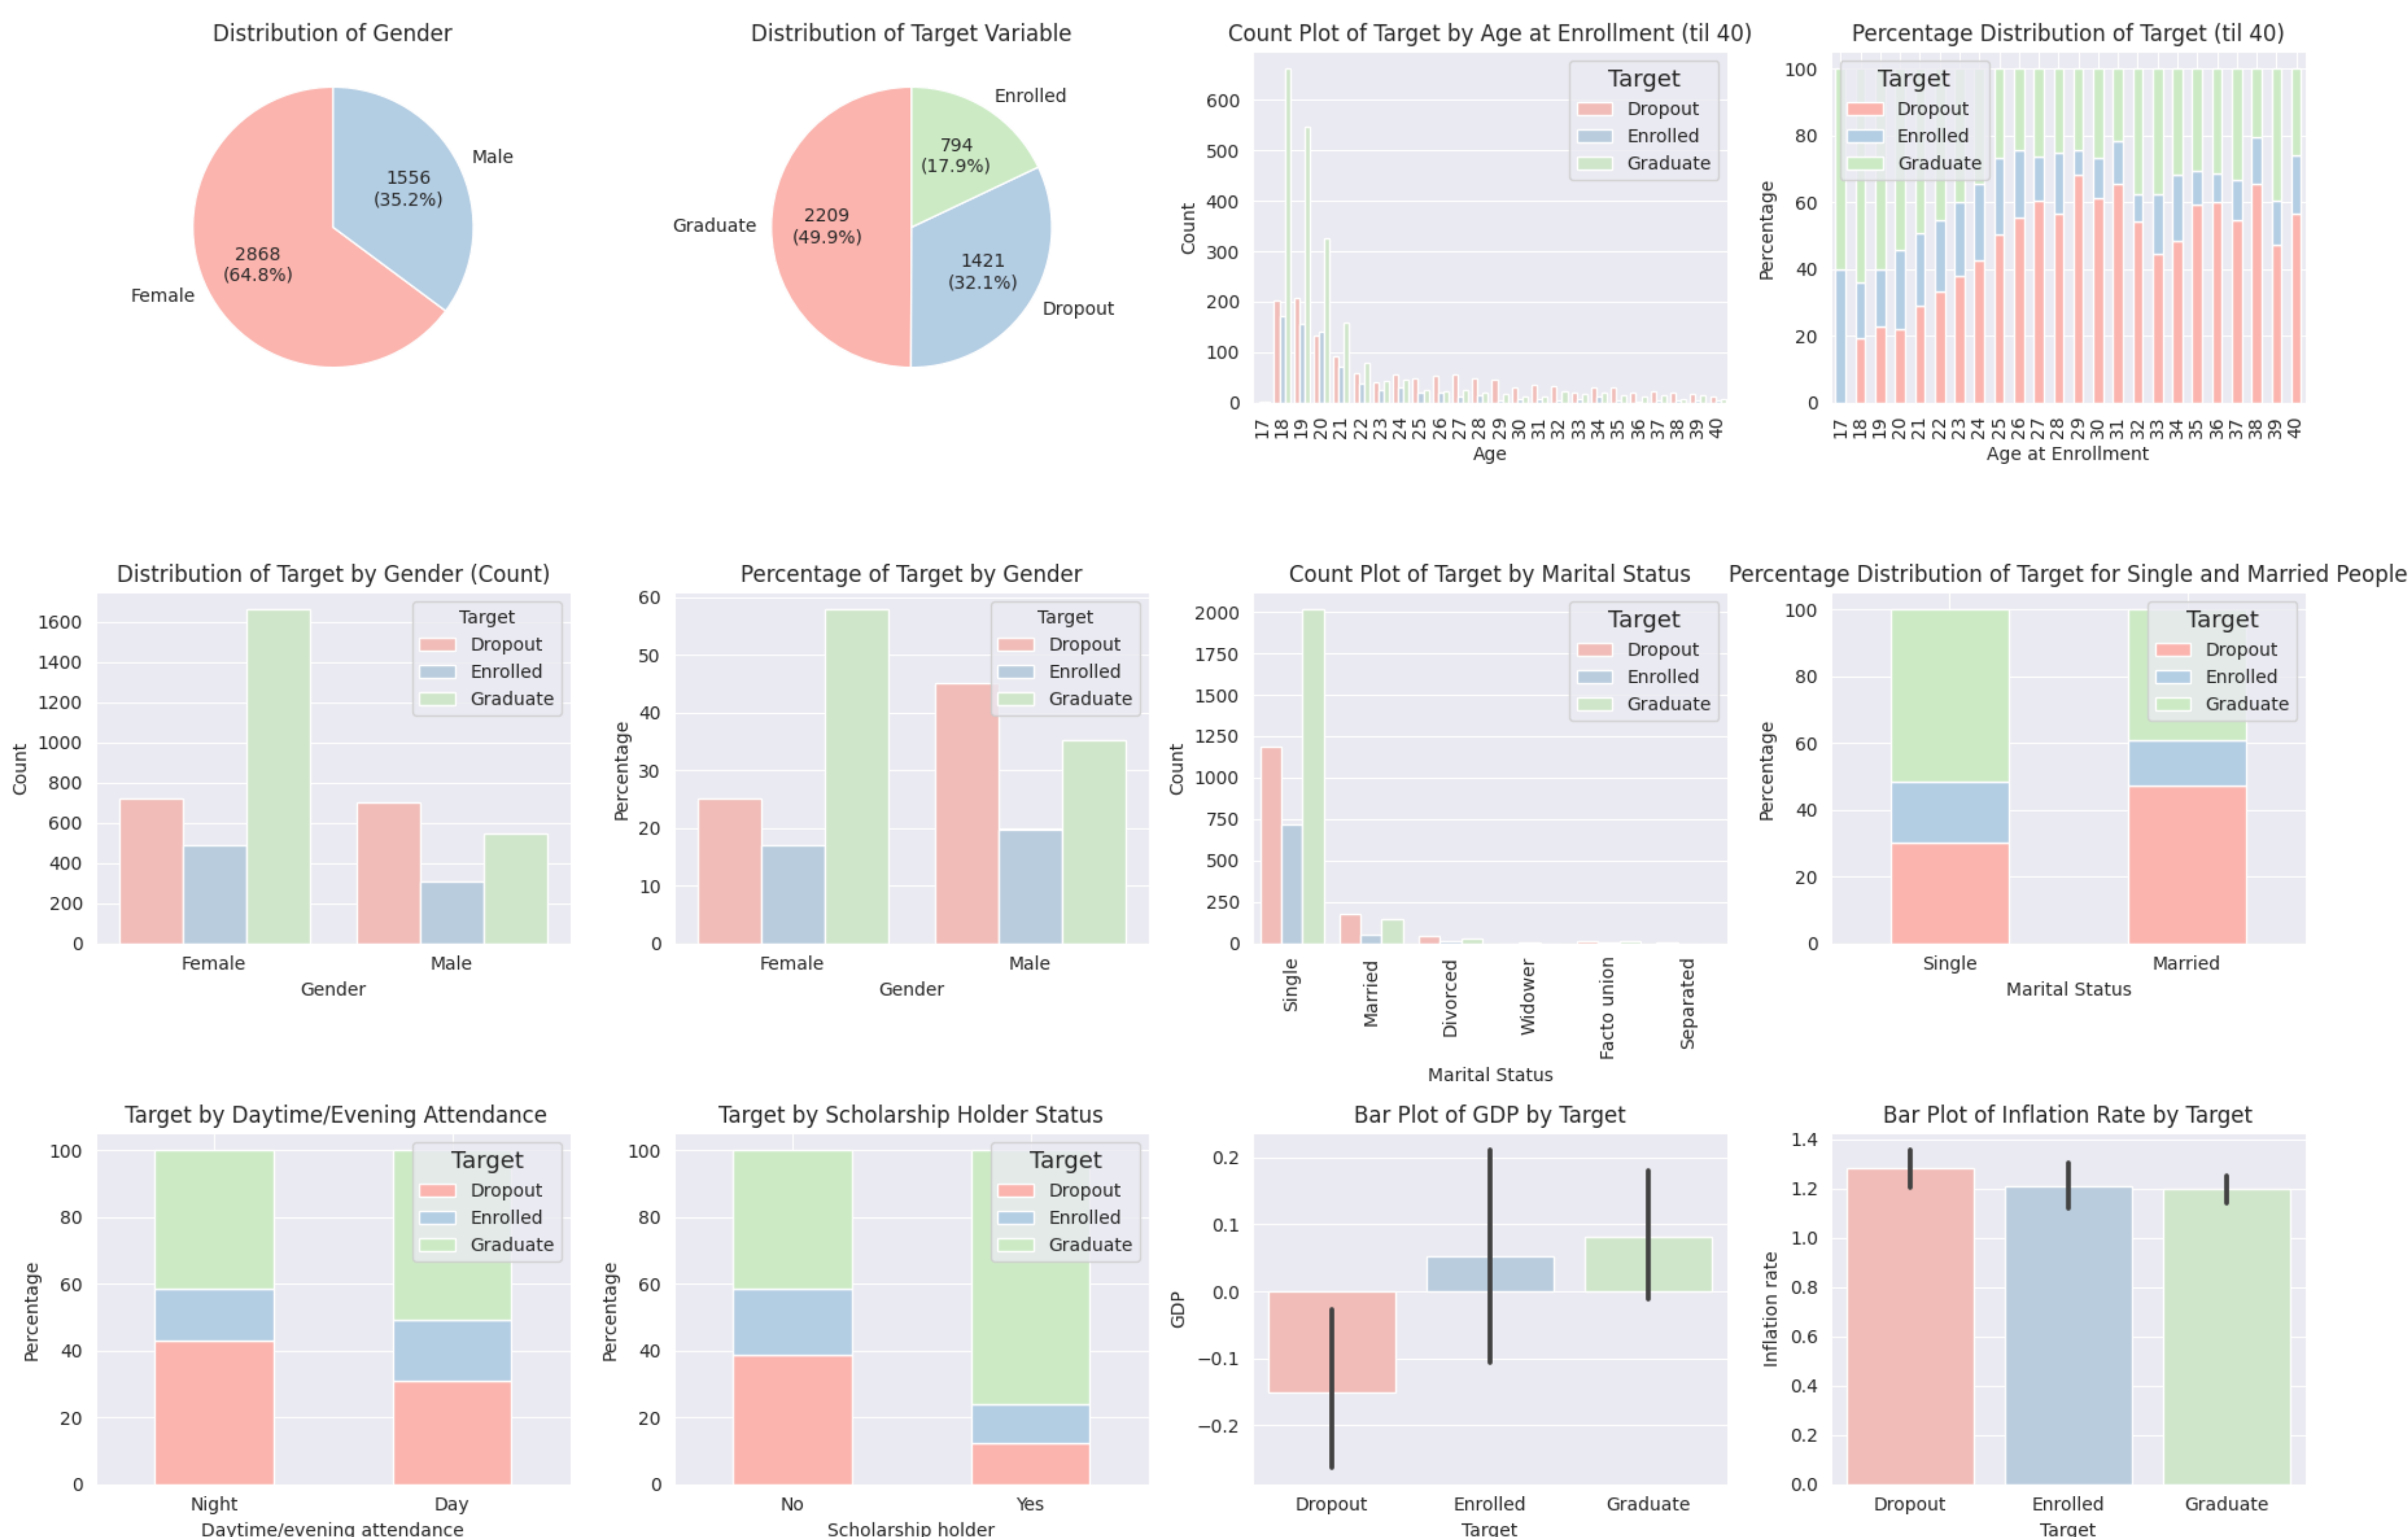 Distribution of Gender
Male
1556
(35.2%)
2868
(64.8%)
Female
Distribution of Target Variable
Enrolled
794
(17.9%)
Graduate
2209
(49.9%)
1421
(32.1%)
Dropout
Count Plot of Target by Age at Enrollment (til 40)
Target
Dropout
Enrolled
Graduate
600
500
400
300
200
100
0
Count
17 18 19 20 21 22 23 24 25 26 27 28 29 30 31 32 33 34 35 36 37 38 39 40
Age
Percentage Distribution of Target (til 40)
Target
Dropout
Enrolled
Graduate
100
80
60
40
20
0
Percentage
17 18 19 20 21 22 23 24 25 26 27 28 29 30 31 32 33 34 35 36 37 38 39 40
Age at Enrollment
Distribution of Target by Gender (Count)
Target
Dropout
Enrolled
Graduate
1600
1400
1200
1000
800
600
400
200
0
Count
Female Male
Gender
Percentage of Target by Gender
Target
Dropout
Enrolled
Graduate
60
50
40
30
20
10
0
Percentage
Female Male
Gender
Count Plot of Target by Marital Status
Target
Dropout
Enrolled
Graduate
2000
1750
1500
1250
1000
750
500
250
0
Count
Single
Married
Divorced
Widower
Facto union
Separated
Marital Status
Percentage Distribution of Target for Single and Married People
Target
Dropout
Enrolled
Graduate
100
80
60
40
20
0
Percentage
Single Married
Marital Status
Target by Daytime/Evening Attendance
Target
Dropout
Enrolled
Graduate
100
80
60
40
20
0
Percentage
Night Day
Daytime/evening attendance
Target by Scholarship Holder Status
Target
Dropout
Enrolled
Graduate
100
80
60
40
20
0
Percentage
No Yes
Scholarship holder
Bar Plot of GDP by Target
0.2
0.1
0.0
−0.1
−0.2
GDP
Dropout Enrolled Graduate
Target
Bar Plot of Inflation Rate by Target
1.4
1.2
1.0
0.8
0.6
0.4
0.2
0.0
Inflation rate
Dropout Enrolled Graduate
Target